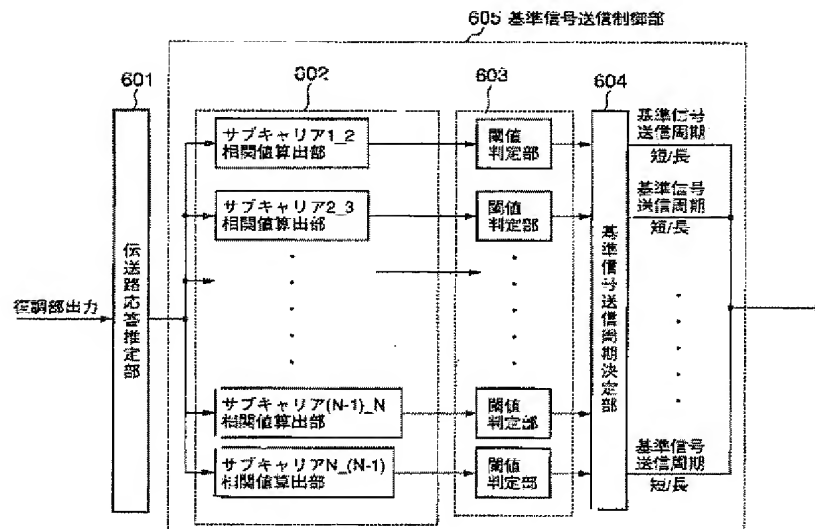 605 基準信号送信制御部
601
602
603
604
サブキャリア1_2
相関値算出部
閾値
判定部
基準信号
送信周期
短/長
サブキャリア2_3
相関値算出部
閾値
判定部
基準信号
送信周期
短/長
復調部出力
伝送路応答推定部
基準信号送信周期決定部
サブキャリア(N-1)_N
相関値算出部
閾値
判定部
サブキャリアN_(N-1)
相関値算出部
閾値
判定部
基準信号
送信周期
短/長